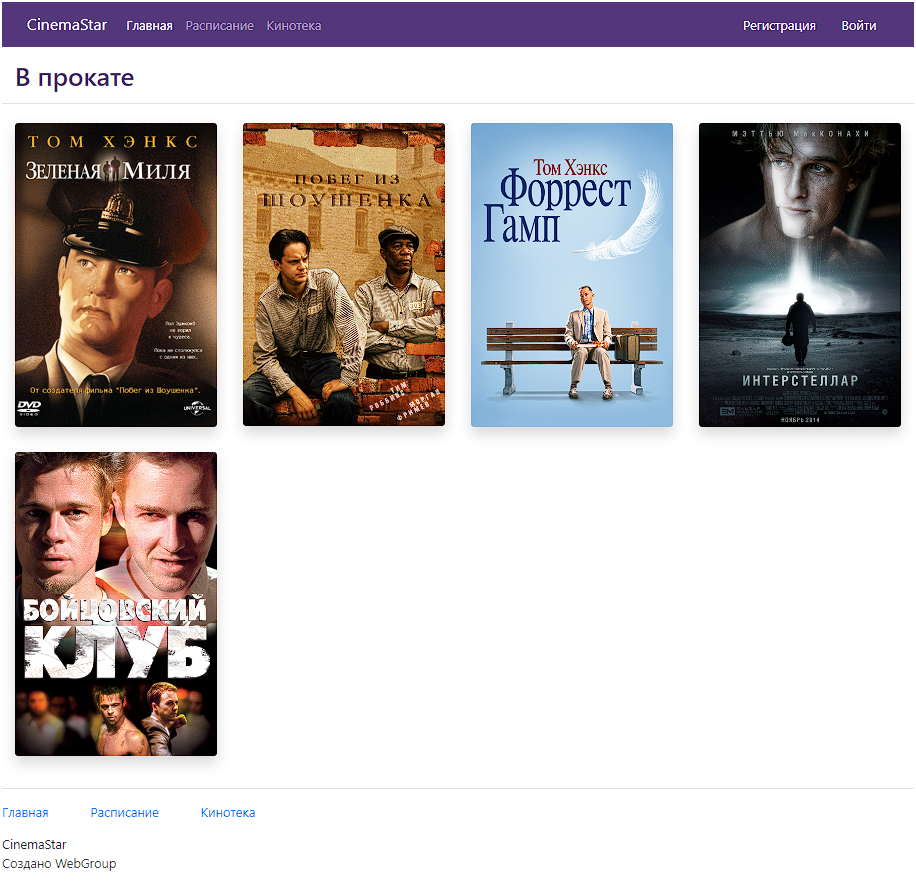 CinemaStar Главная Расписание Кинотека Регистрация Войти
В прокате
ТОМ ХЭНКС
ЗЕЛЕНАЯ МИЛЯ
Пол Эджкомб
не верил
в чудеса.
Пока не столкнулся
с одним из них.
От создателя фильма "Побег из Шоушенка".
DVD
VIDEO
UNIVERSAL
ПОБЕГ ИЗ
ШОУШЕНКА
ТИМ
РОББИНС
МОРГАН
ФРИМЕН
Том Хэнкс
Форрест
Гамп
МЭТТЬЮ МакКОНАХИ
ИНТЕРСТЕЛЛАР
НОЯБРЬ 2014
БОЙЦОВСКИЙ
КЛУБ
Главная Расписание Кинотека
CinemaStar
Создано WebGroup